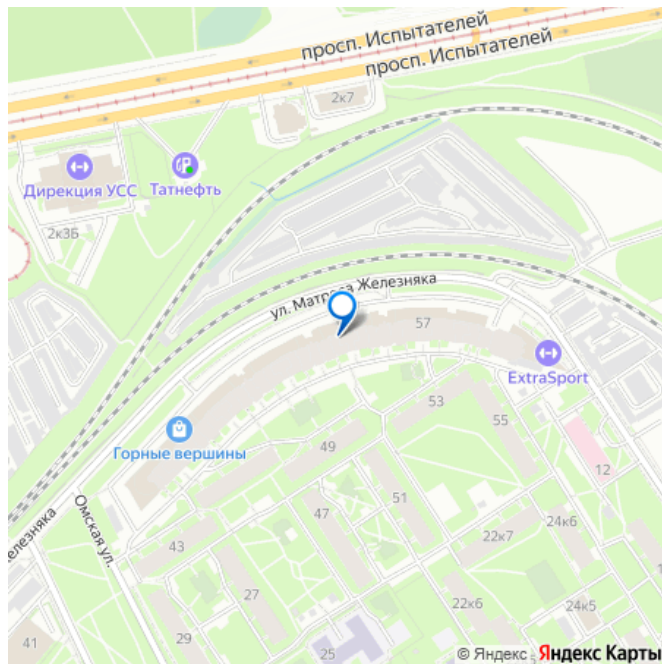 просп. Испытателей
просп. Испытателей
2к7
Дирекция УСС
Татнефть
2к3Б
ул. Матроса Железняка
57
ExtraSport
53
55
Горные вершины
49
12
51
47
24к6
22к7
Железняка
Омская ул.
43
27
22к6
24к5
29
25
41
© Яндекс Яндекс Карты